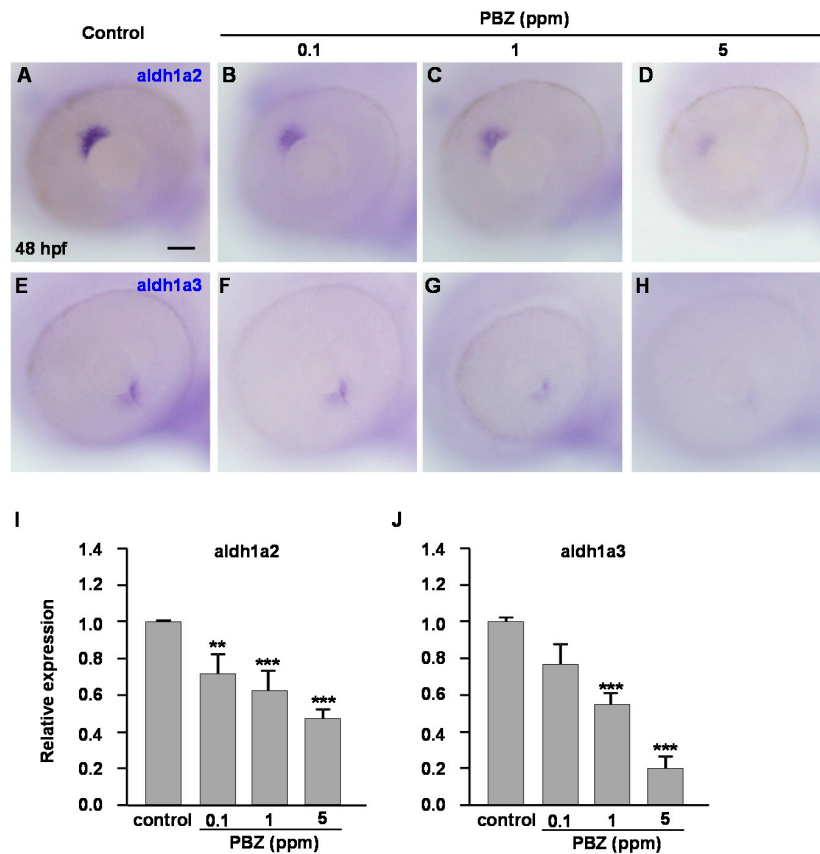 PBZ (ppm)
Control
0.1 1 5
A aldh1a2 B C D
48 hpf
E aldh1a3 F G H
I J
aldh1a2 aldh1a3
Relative expression
1.4 1.4
1.2 1.2
1.0 1.0
0.8 0.8
0.6 0.6
0.4 0.4
0.2 0.2
0.0 0.0
** *** *** *** ***
control 0.1 1 5 control 0.1 1 5
PBZ (ppm) PBZ (ppm)